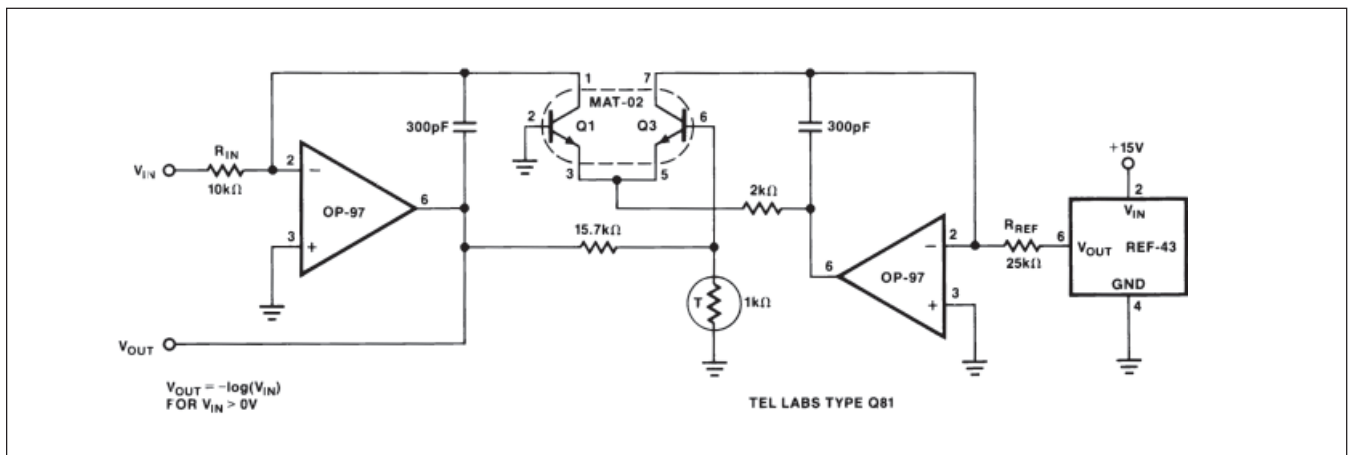 1
7
MAT-02
2
Q1
Q3
6
3
5
300pF
300pF
+15V
2
V_IN
V_IN
R_IN
10kΩ
2
−
OP-97
6
3
+
2kΩ
15.7kΩ
T
1kΩ
6
OP-97
−
2
+
3
R_REF
25kΩ
6
V_OUT
REF-43
GND
4
V_OUT
V_OUT = −log(V_IN)
FOR V_IN > 0V
TEL LABS TYPE Q81